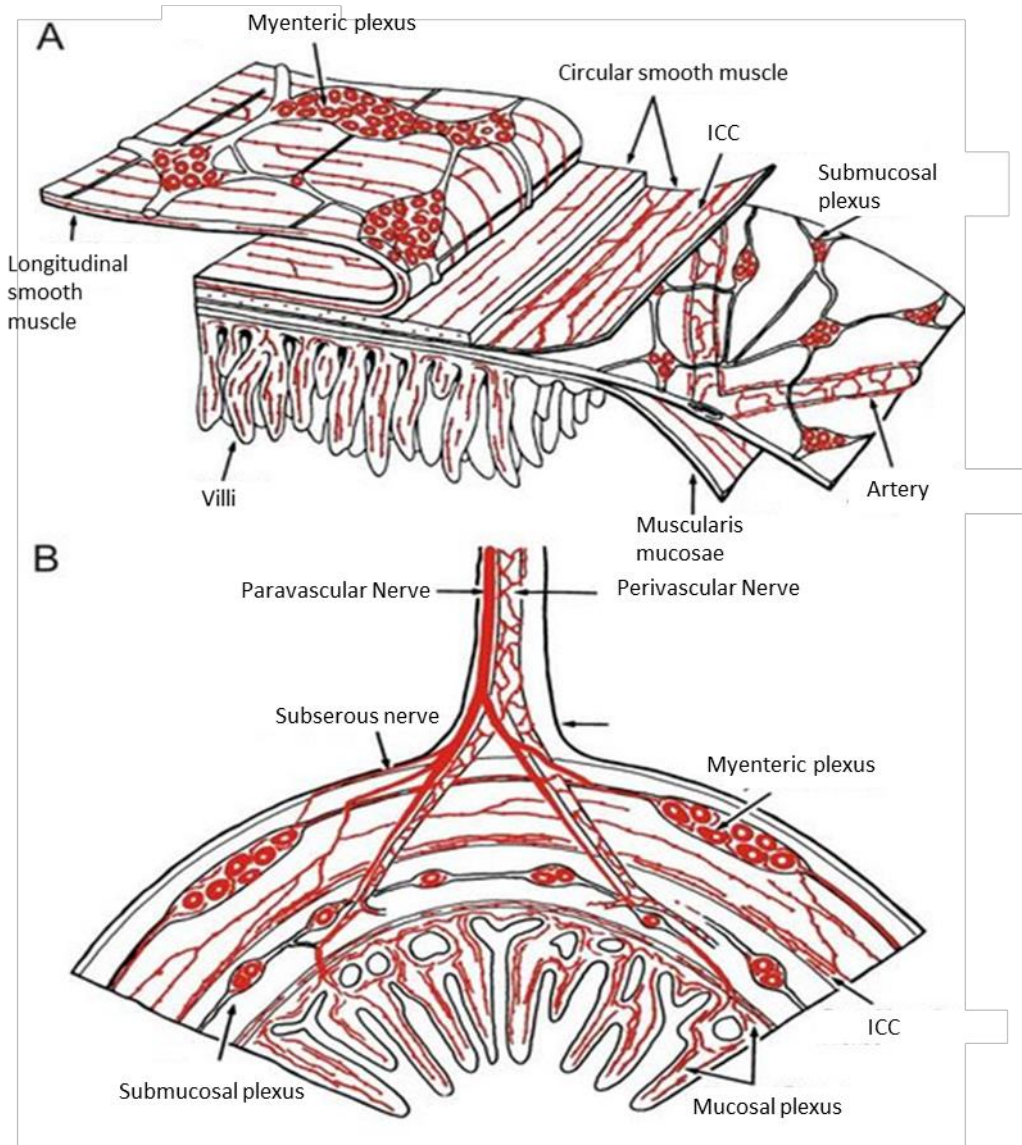 A
Myenteric plexus
Circular smooth muscle
ICC
Submucosal
plexus
Longitudinal
smooth
muscle
Villi
Artery
Muscularis
mucosae
B
Paravascular Nerve
Perivascular Nerve
Subserous nerve
Myenteric plexus
ICC
Submucosal plexus
Mucosal plexus